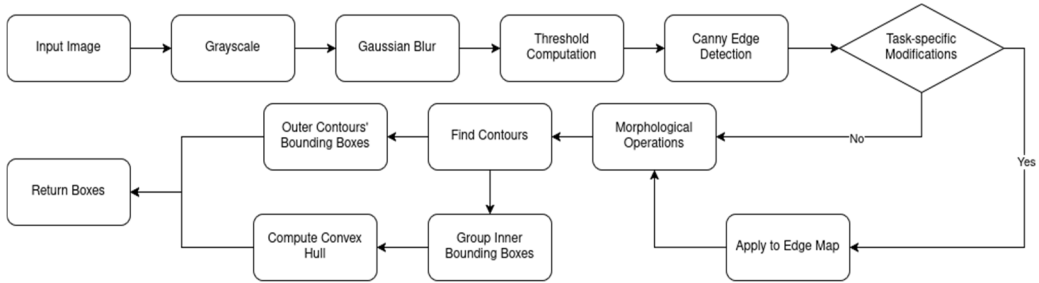 Input Image
Grayscale
Gaussian Blur
Threshold
Computation
Canny Edge
Detection
Task-specific
Modifications
No
Yes
Apply to Edge Map
Morphological
Operations
Find Contours
Outer Contours'
Bounding Boxes
Group Inner
Bounding Boxes
Compute Convex
Hull
Return Boxes